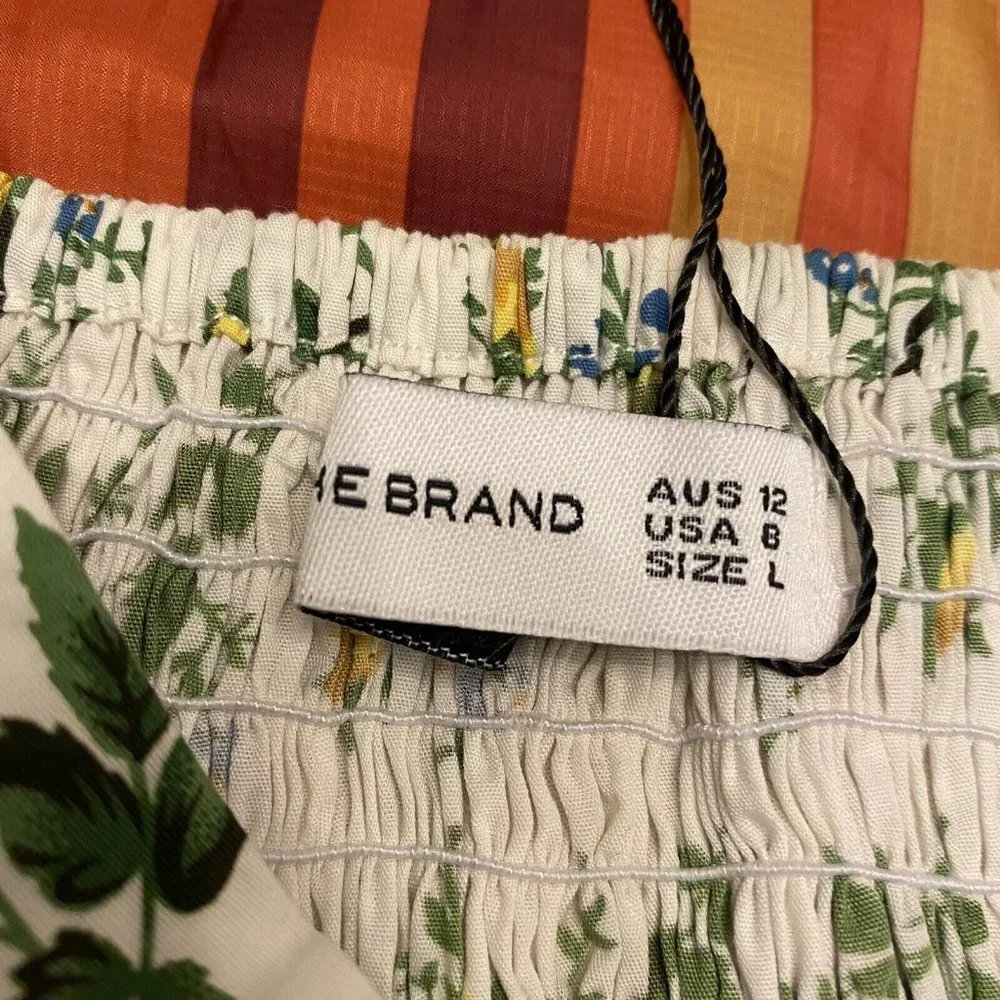 HE BRAND
AUS 12
USA 8
SIZE L